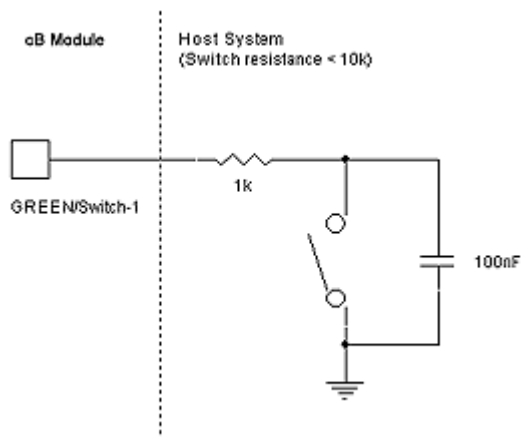 oB Module
Host System
(Switch resistance < 10k)
GREEN/Switch-1
1k
100nF